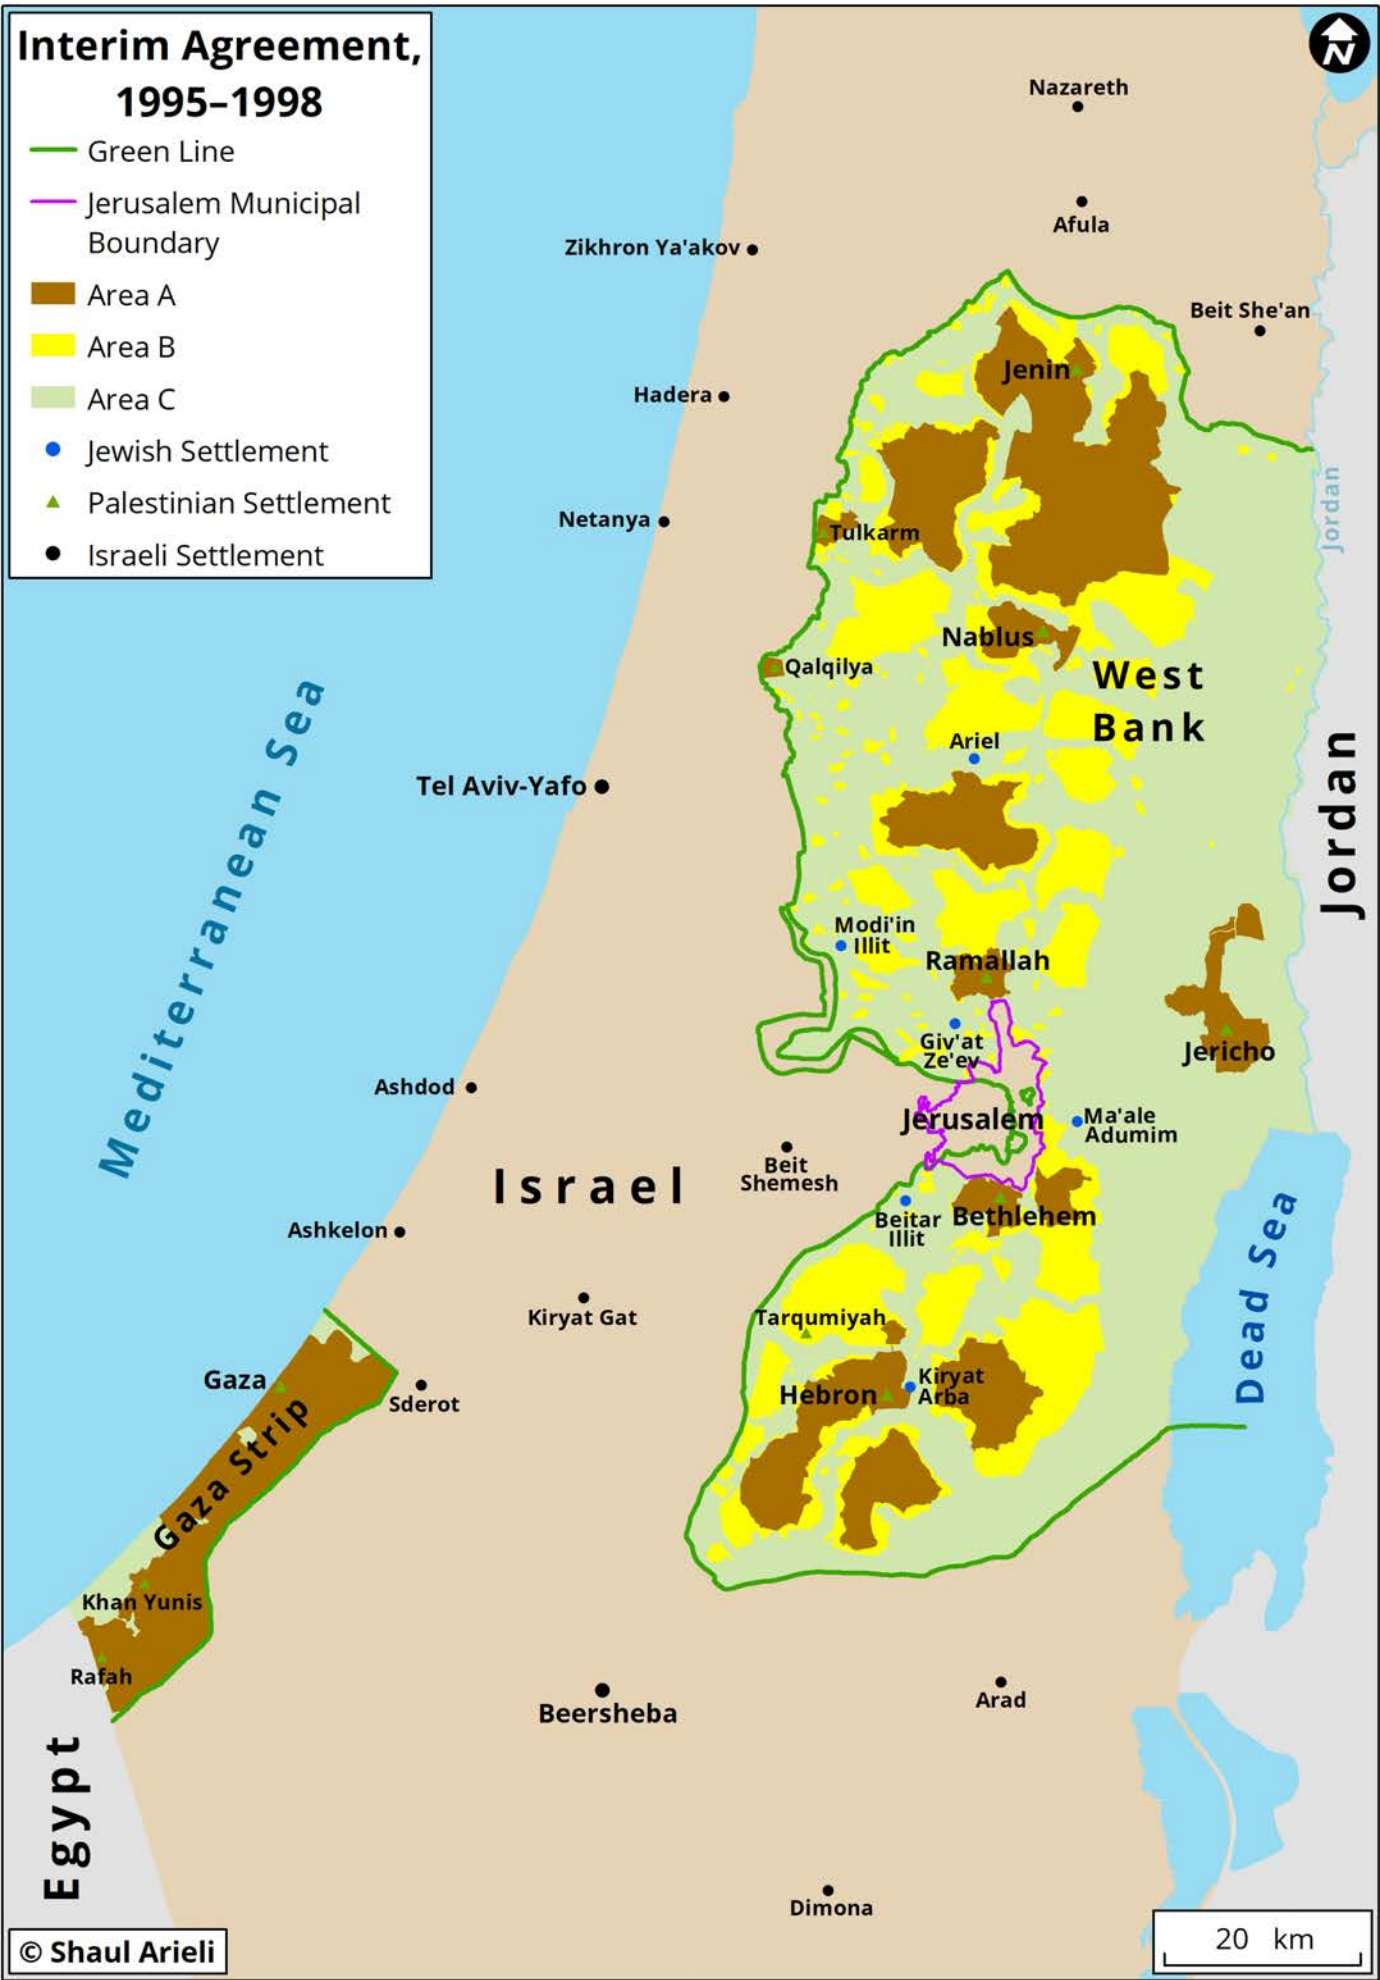 Interim Agreement,
1995–1998
Green Line
Jerusalem Municipal
Boundary
Area A
Area B
Area C
Jewish Settlement
Palestinian Settlement
Israeli Settlement
N
Nazareth
Afula
Zikhron Ya'akov
Beit She'an
Jenin
Hadera
Jordan
Netanya
Tulkarm
Nablus
Qalqilya
West
Bank
Mediterranean Sea
Ariel
Tel Aviv-Yafo
Jordan
Modi'in
Illit
Ramallah
Giv'at
Ze'ev
Jericho
Ashdod
Jerusalem
Ma'ale
Adumim
Beit
Shemesh
Israel
Ashkelon
Beitar
Illit
Bethlehem
Dead Sea
Kiryat Gat
Tarqumiyah
Gaza
Sderot
Hebron
Kiryat
Arba
Gaza Strip
Khan Yunis
Rafah
Beersheba
Arad
Egypt
Dimona
© Shaul Arieli
20 km